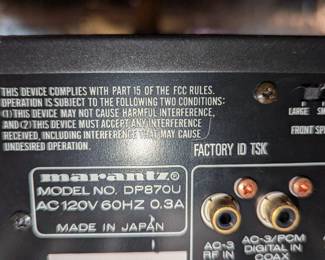 THIS DEVICE COMPLIES WITH PART 15 OF THE FCC RULES.
OPERATION IS SUBJECT TO THE FOLLOWING TWO CONDITIONS:
(1) THIS DEVICE MAY NOT CAUSE HARMFUL INTERFERENCE,
AND (2) THIS DEVICE MUST ACCEPT ANY INTERFERENCE
RECEIVED, INCLUDING INTERFERENCE THAT MAY CAUSE
UNDESIRED OPERATION.
FACTORY ID TSK
LARGE
FRONT
marantz
MODEL NO. DP870U
AC 120V 60HZ 0.3A
MADE IN JAPAN
AC-3
RF IN
AC-3/PCM
DIGITAL IN
COAX